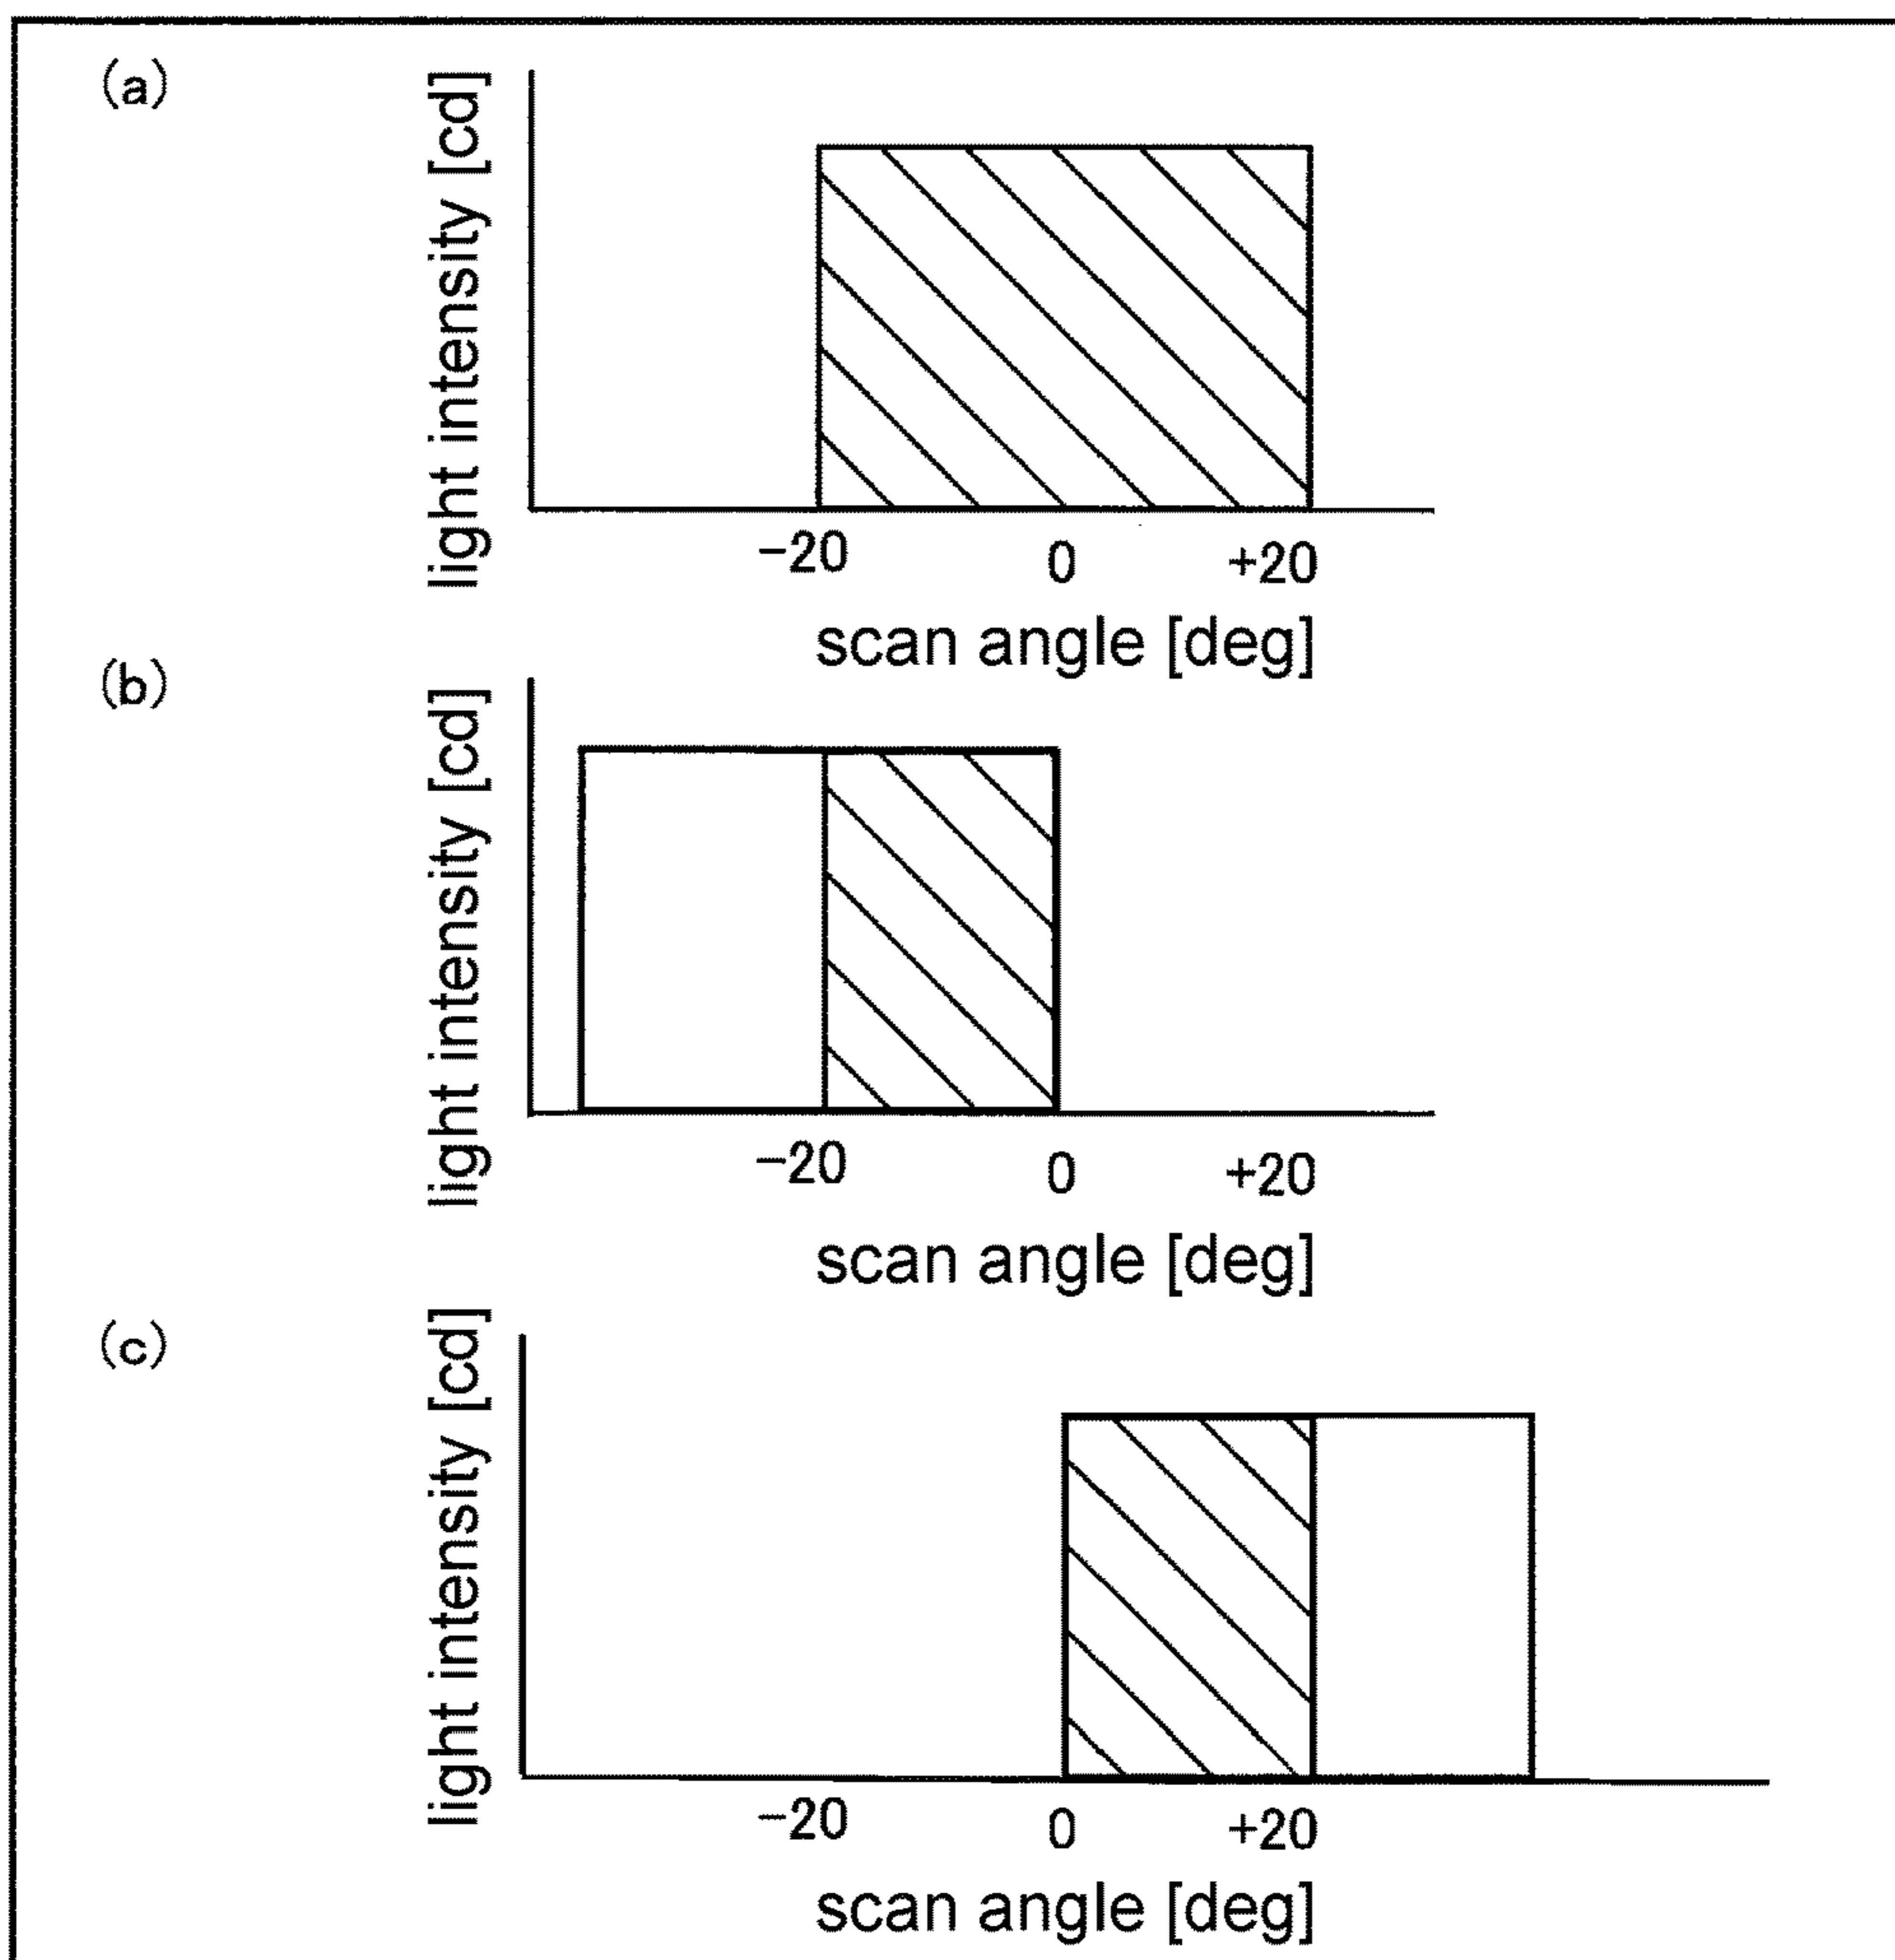 (a)
light intensity [cd]
-20 0 +20
scan angle [deg]
(b)
light intensity [cd]
-20 0 +20
scan angle [deg]
(c)
light intensity [cd]
-20 0 +20
scan angle [deg]